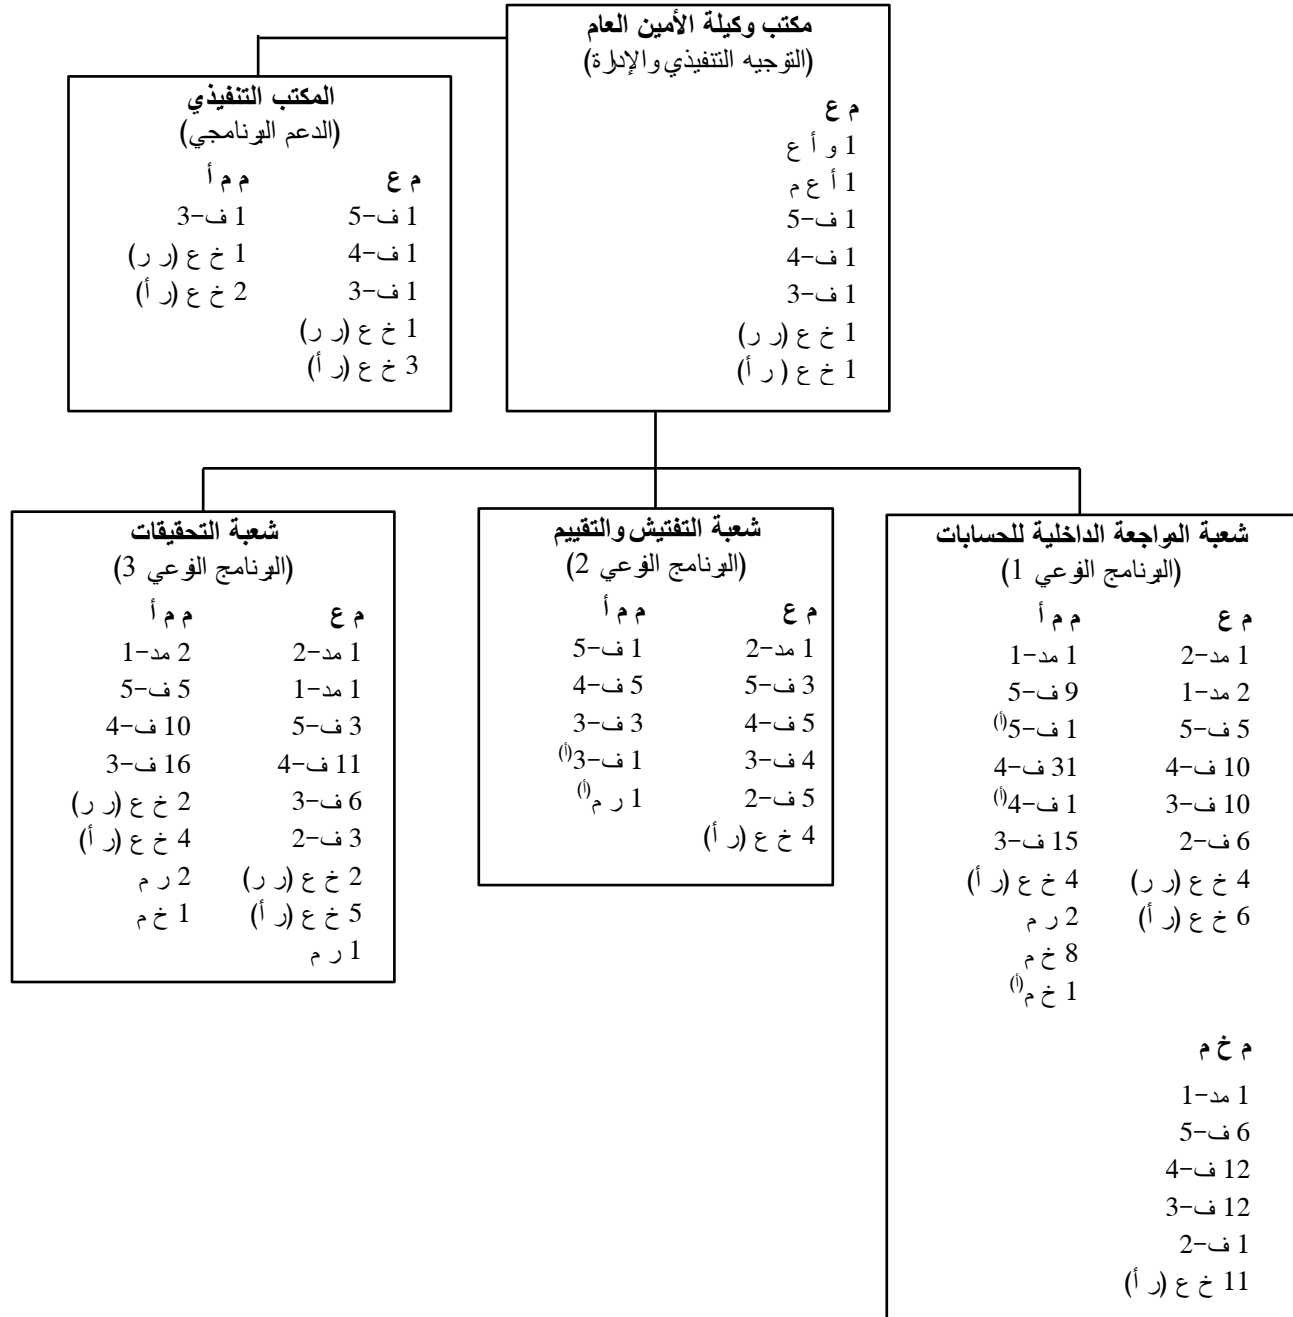 مكتب وكيلة الأمين العام
(التوجيه التنفيذي والإدارة)
م ع
1 و أ ع
1 أ ع م
1 ف-5
1 ف-4
1 ف-3
1 خ ع (ر ر)
1 خ ع (ر أ)
المكتب التنفيذي
(الدعم البرنامجي)
م ع
1 ف-5
1 ف-4
1 ف-3
1 خ ع (ر ر)
3 خ ع (ر أ)
م م أ
1 ف-3
1 خ ع (ر ر)
2 خ ع (ر أ)
شعبة المراجعة الداخلية للحسابات
(البرنامج الفرعي 1)
م ع
1 مد-2
2 مد-1
5 ف-5
10 ف-4
10 ف-3
6 ف-2
4 خ ع (ر ر)
6 خ ع (ر أ)
م م أ
1 مد-1
9 ف-5
1 ف-5(أ)
31 ف-4
1 ف-4(أ)
15 ف-3
4 خ ع (ر أ)
2 ر م
8 خ م
1 خ م(أ)
م خ م
1 مد-1
6 ف-5
12 ف-4
12 ف-3
1 ف-2
11 خ ع (ر أ)
شعبة التفتيش والتقييم
(البرنامج الفرعي 2)
م ع
1 مد-2
3 ف-5
5 ف-4
4 ف-3
5 ف-2
4 خ ع (ر أ)
م م أ
1 ف-5
5 ف-4
3 ف-3
1 ف-3(أ)
1 ر م(أ)
شعبة التحقيقات
(البرنامج الفرعي 3)
م ع
1 مد-2
1 مد-1
3 ف-5
11 ف-4
6 ف-3
3 ف-2
2 خ ع (ر ر)
5 خ ع (ر أ)
1 ر م
م م أ
2 مد-1
5 ف-5
10 ف-4
16 ف-3
2 خ ع (ر ر)
4 خ ع (ر أ)
2 ر م
1 خ م